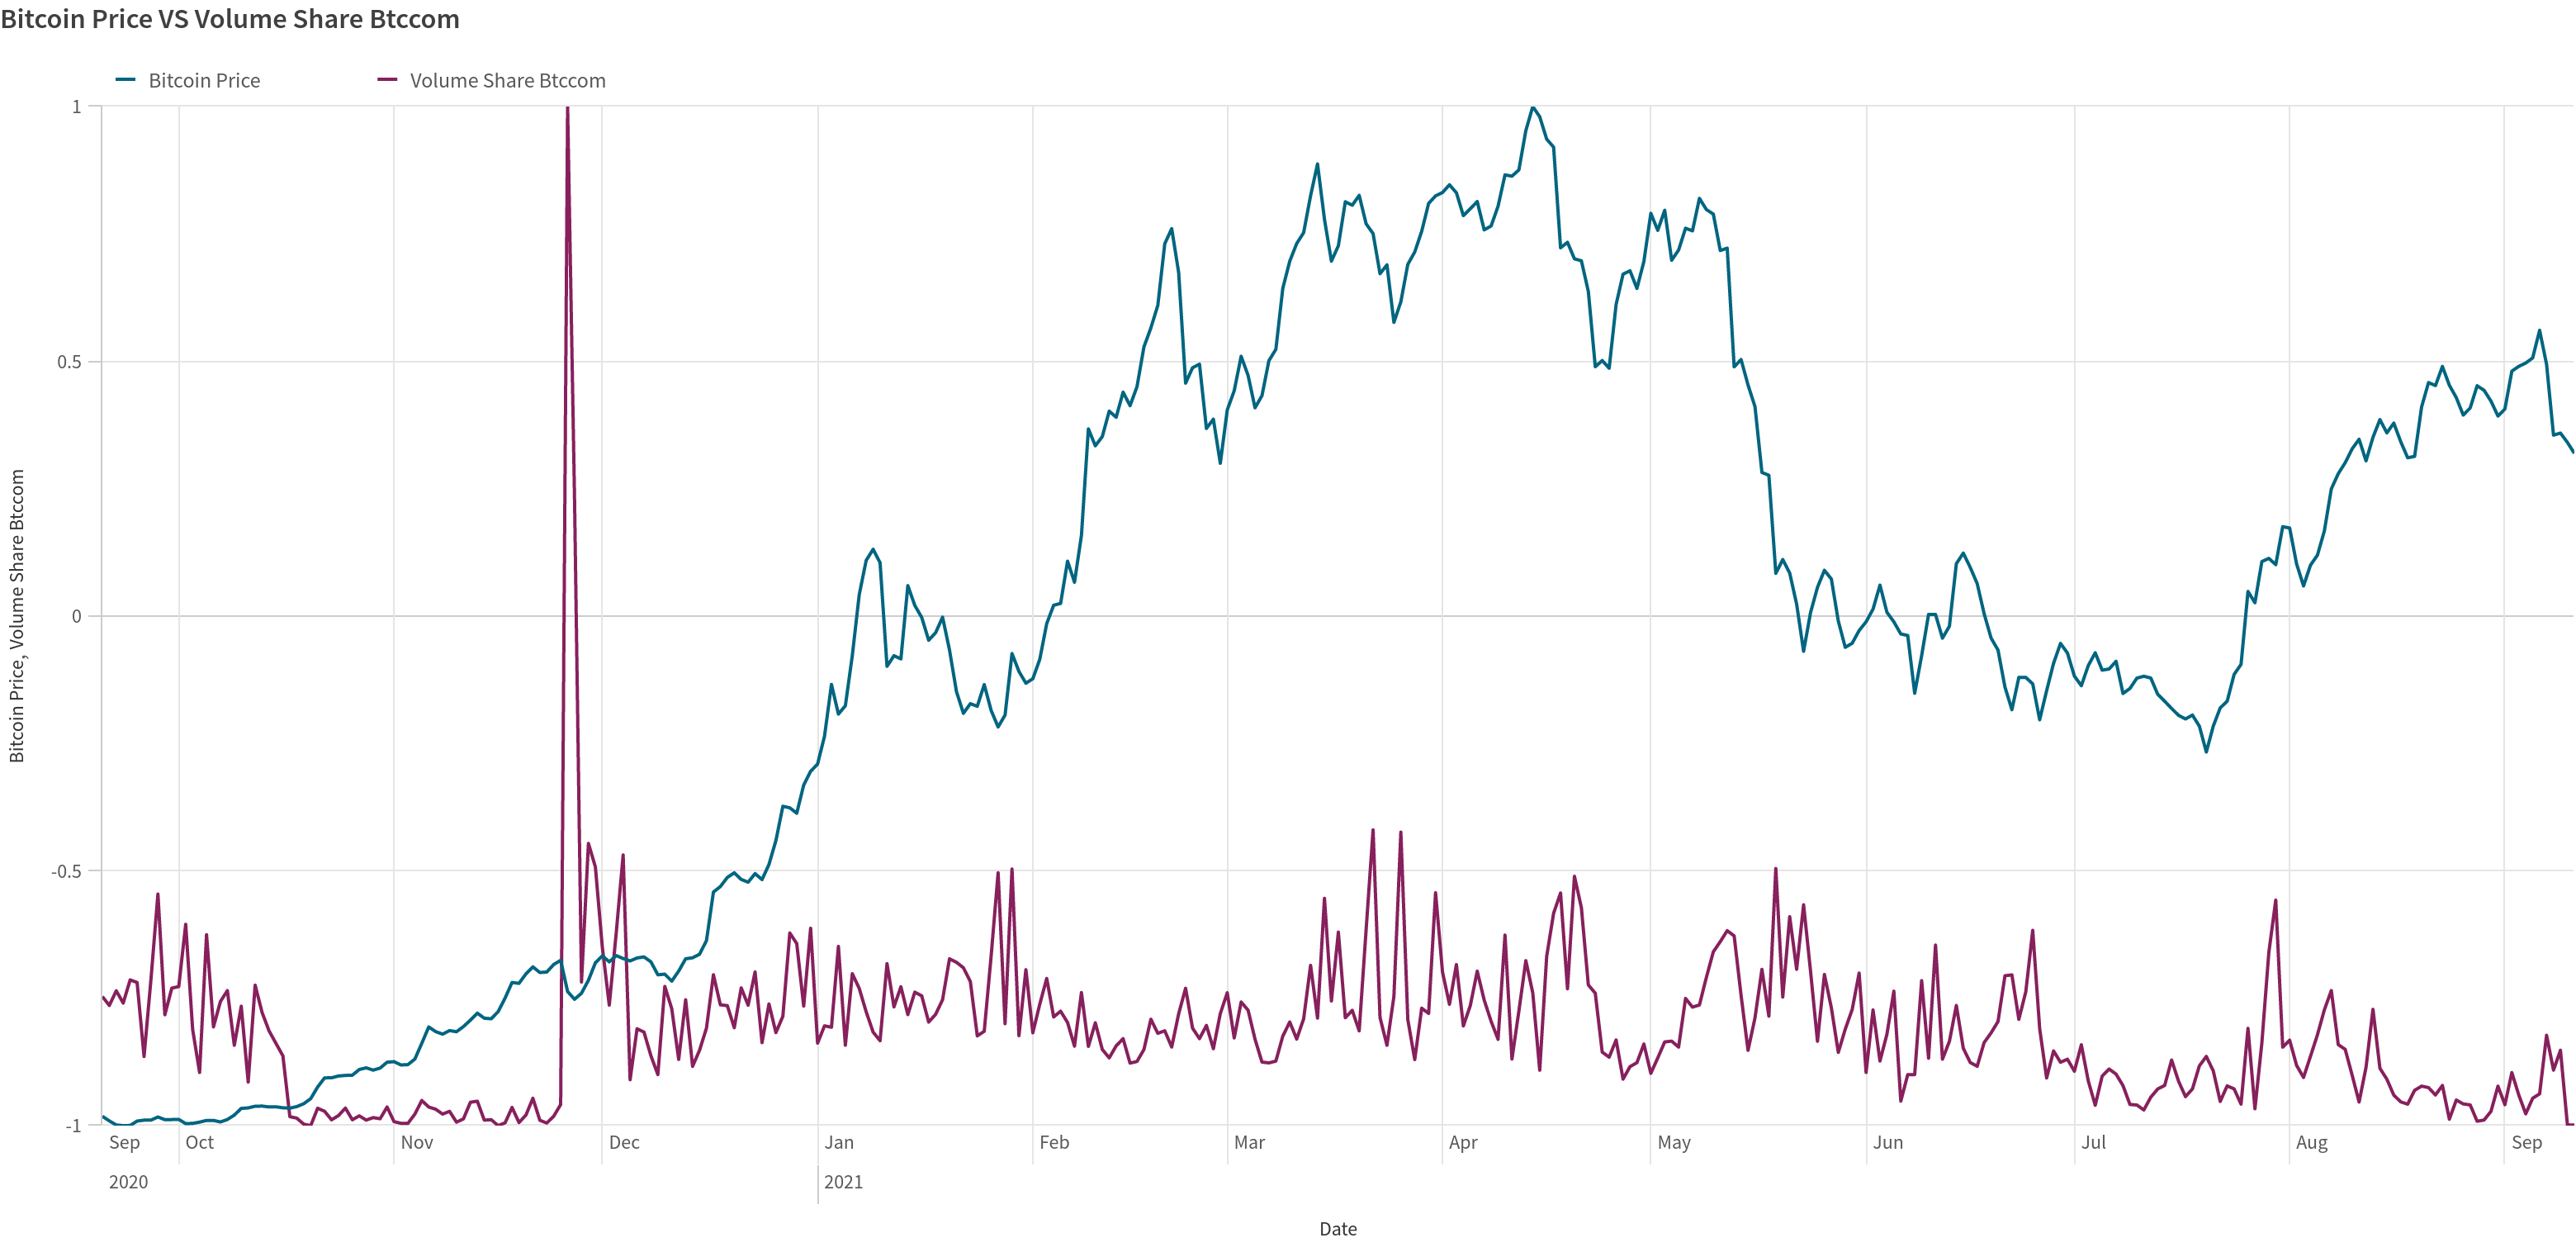 Bitcoin Price VS Volume Share Btccom
Bitcoin Price
Volume Share Btccom
Bitcoin Price, Volume Share Btccom
1
0.5
0
-0.5
-1
Sep
Oct
Nov
Dec
Jan
Feb
Mar
Apr
May
Jun
Jul
Aug
Sep
2020
2021
Date